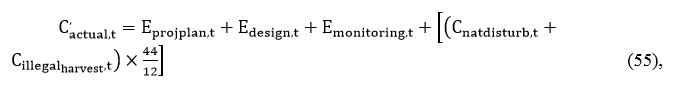 C'actual,t = Eprojplan,t + Edesign,t + Emonitoring,t + [(Cnatdisturb,t +
Cillegalharvest,t) × 44/12] (55),